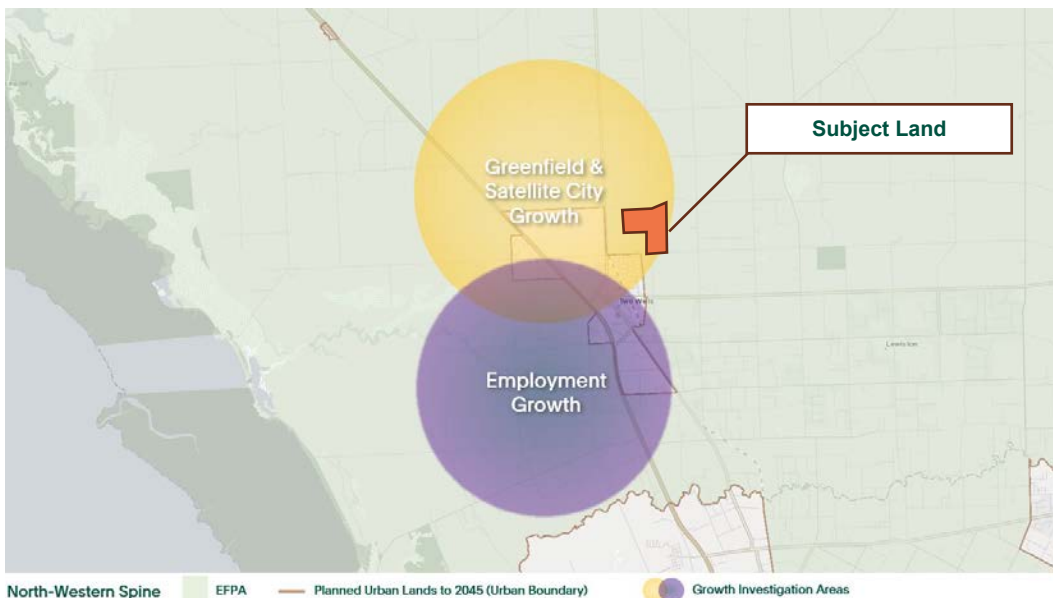 Subject Land
Greenfield &
Satellite City
Growth
Two Wells
Lewiston
Employment
Growth
North-Western Spine
EFPA
Planned Urban Lands to 2045 (Urban Boundary)
Growth Investigation Areas